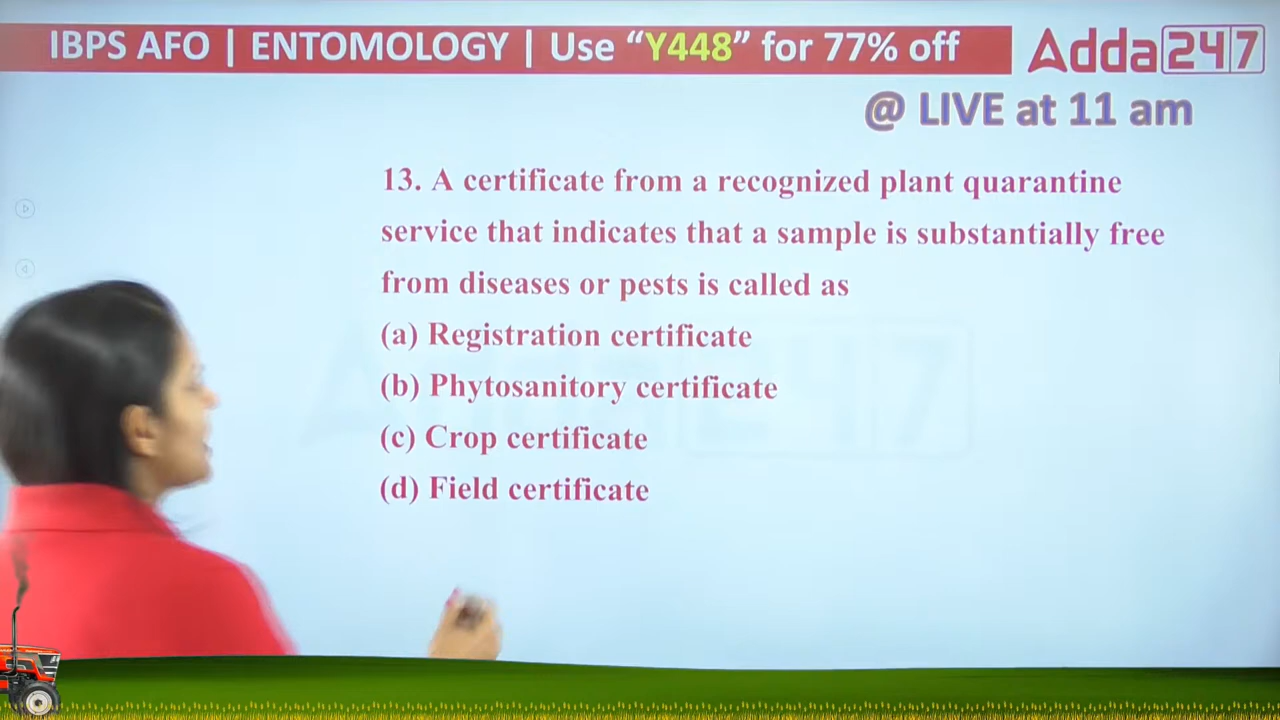 IBPS AFO | ENTOMOLOGY | Use “Y448” for 77% off
Adda247
@ LIVE at 11 am
13. A certificate from a recognized plant quarantine
service that indicates that a sample is substantially free
from diseases or pests is called as
(a) Registration certificate
(b) Phytosanitory certificate
(c) Crop certificate
(d) Field certificate